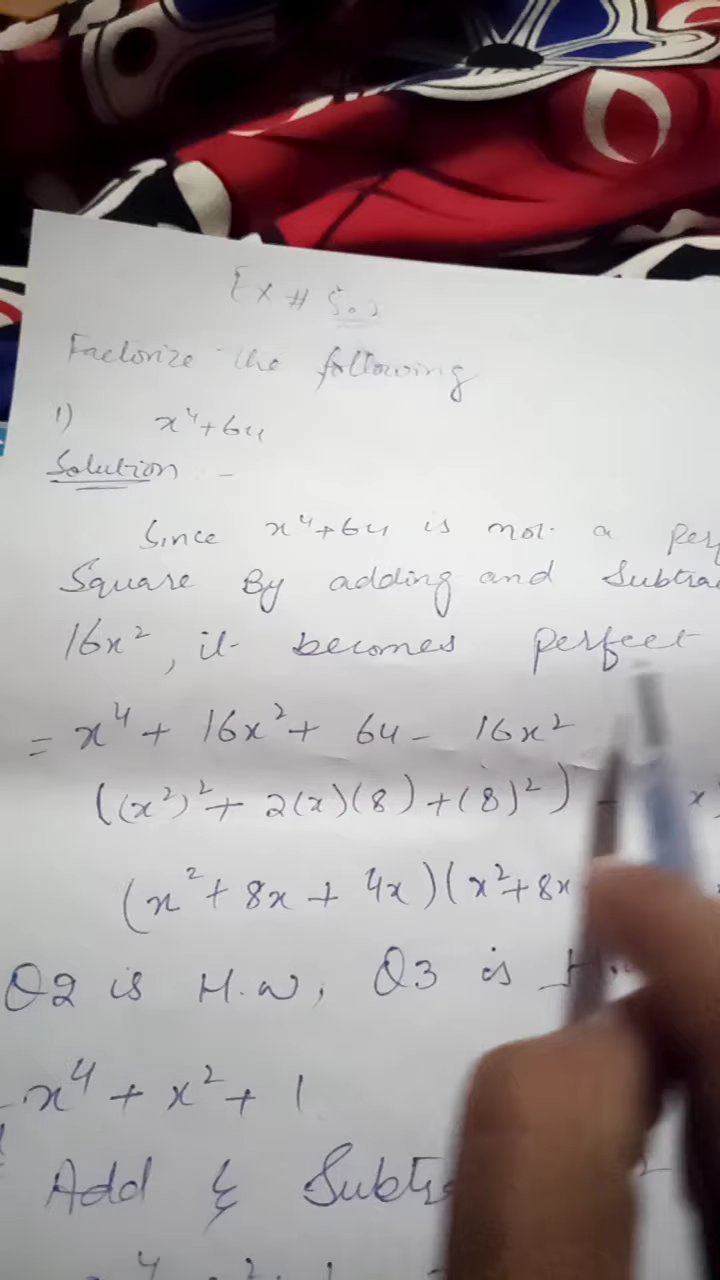 Ex # 5.2
Factorize the following
1) x⁴+64
Solution -
Since x⁴+64 is not a
Square By adding and
16x², it becomes perfect
= x⁴ + 16x² + 64 - 16x²
((x²)² + 2(x)(8) + (8)²) -
(x² + 8x + 4x)(x² + 8x
Q2 is H.W, Q3 is
x⁴ + x² + 1
Add &